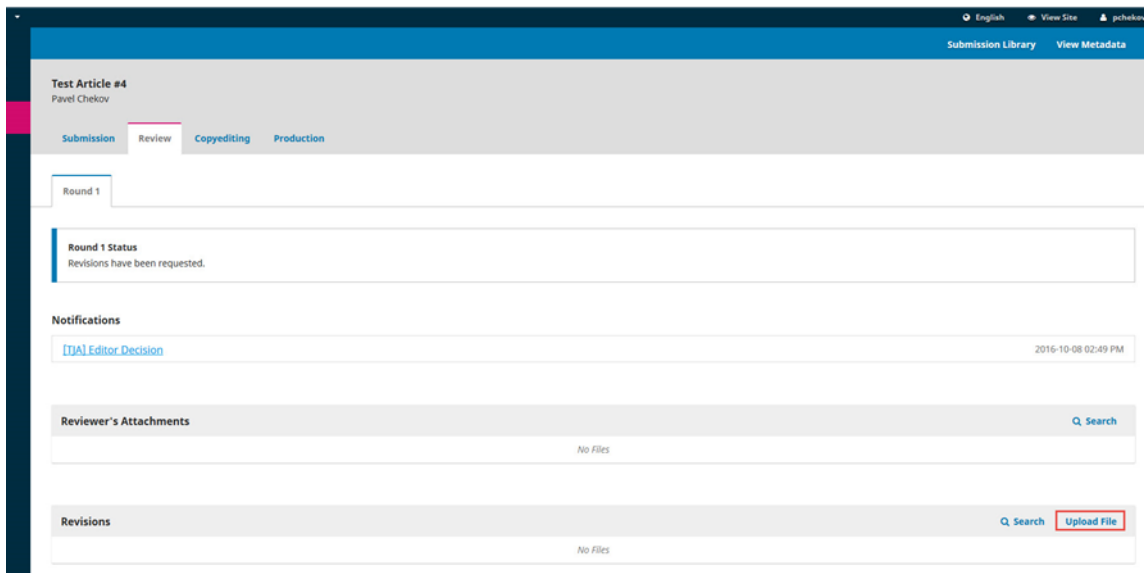 English View Site pchekov
Submission Library View Metadata
Test Article #4
Pavel Chekov
Submission Review Copyediting Production
Round 1
Round 1 Status
Revisions have been requested.
Notifications
[TJA] Editor Decision 2016-10-08 02:49 PM
Reviewer's Attachments Search
No Files
Revisions Search Upload File
No Files